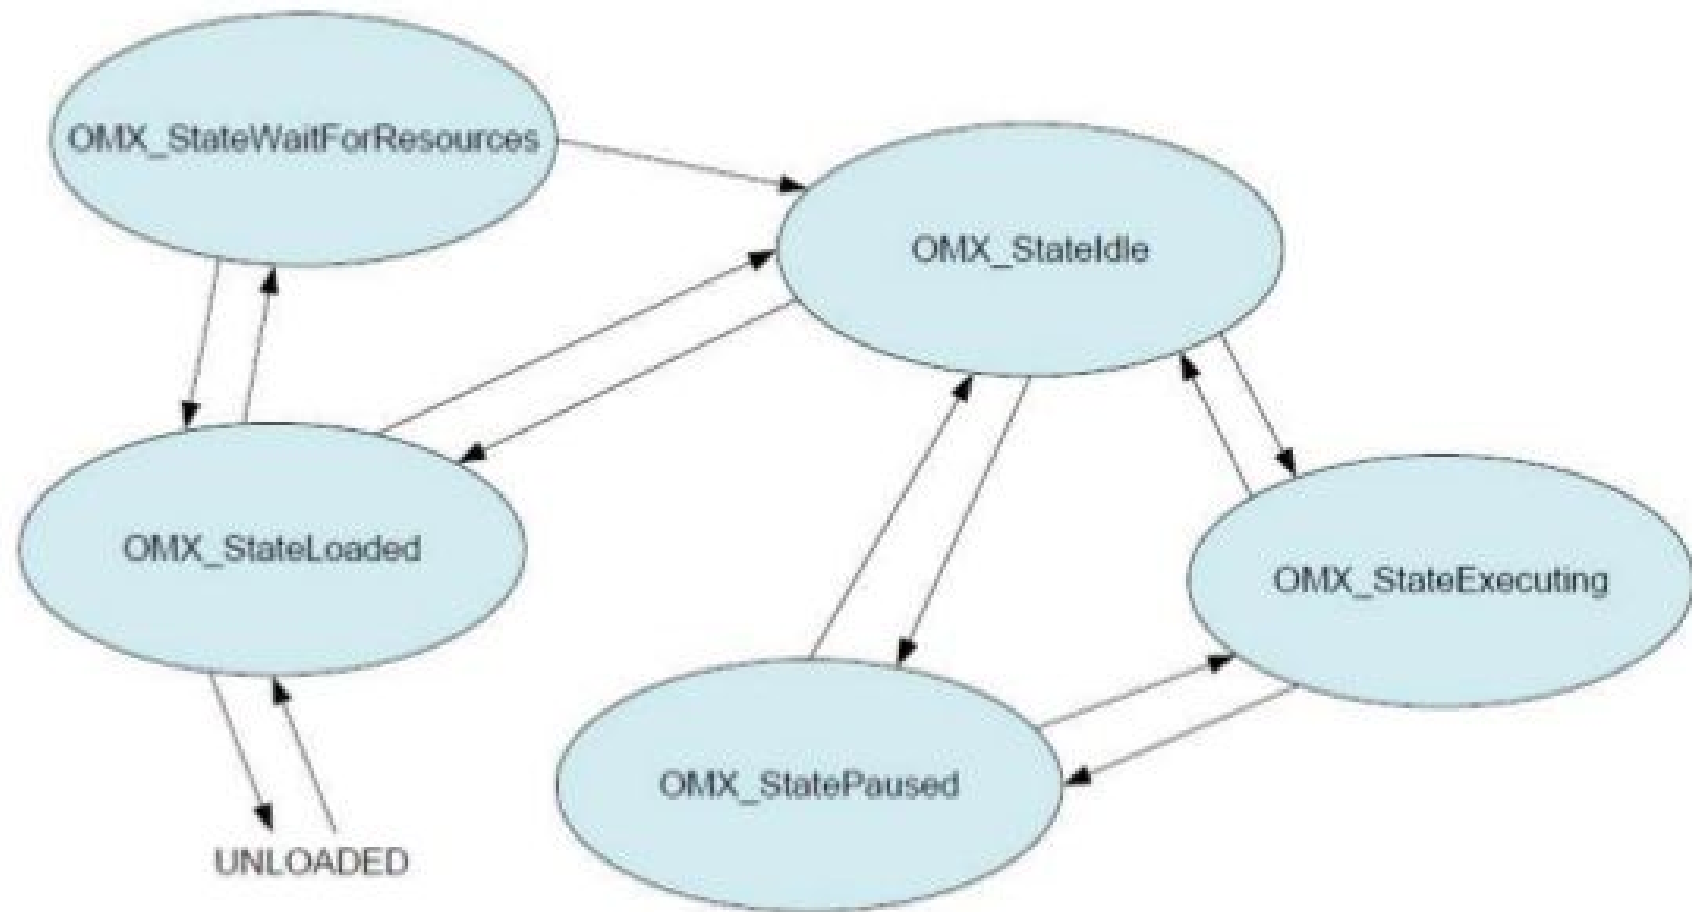 OMX_StateWaitForResources
OMX_StateIdle
OMX_StateLoaded
OMX_StateExecuting
OMX_StatePaused
UNLOADED